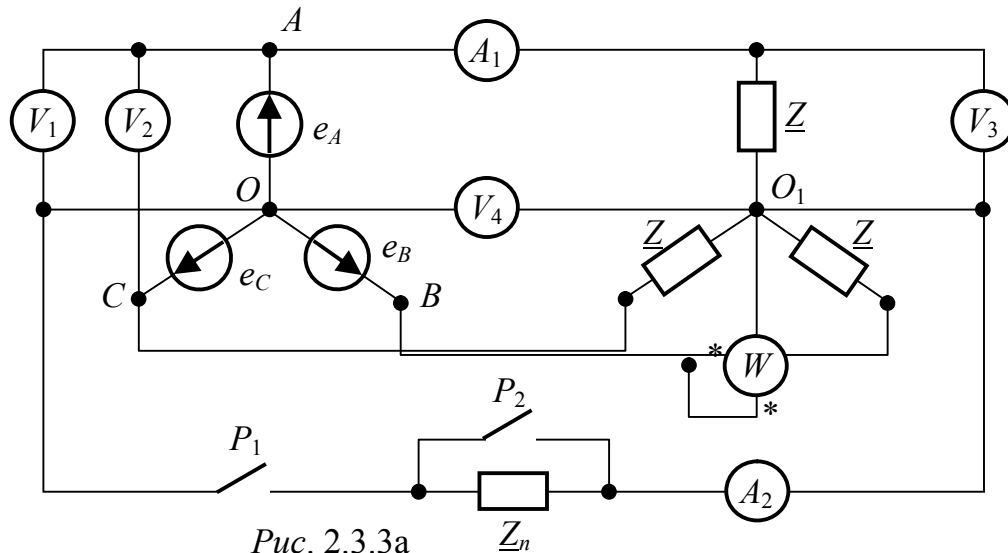 A
A1
V1
V2
eA
Z
V3
O
V4
O1
Z
Z
eC
eB
C
B
* W
*
P2
P1
A2
Zn
Рис. 2.3.3а